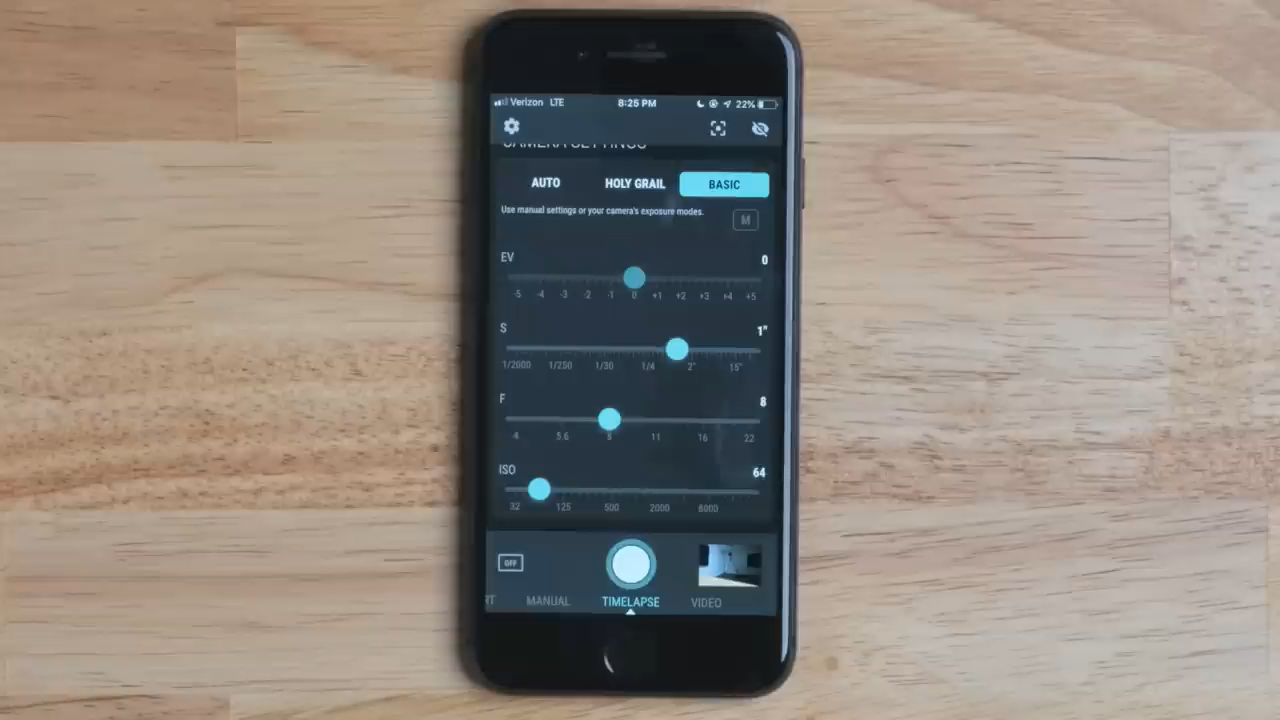 Verizon LTE 8:25 PM 22%
CAMERA SETTINGS
AUTO HOLY GRAIL BASIC
Use manual settings or your camera's exposure modes. M
EV 0
-5 -4 -3 -2 -1 0 +1 +2 +3 +4 +5
S 1"
1/2000 1/250 1/30 1/4 2" 15"
F 8
4 5.6 8 11 16 22
ISO 64
32 125 500 2000 8000
OFF
RT MANUAL TIMELAPSE VIDEO